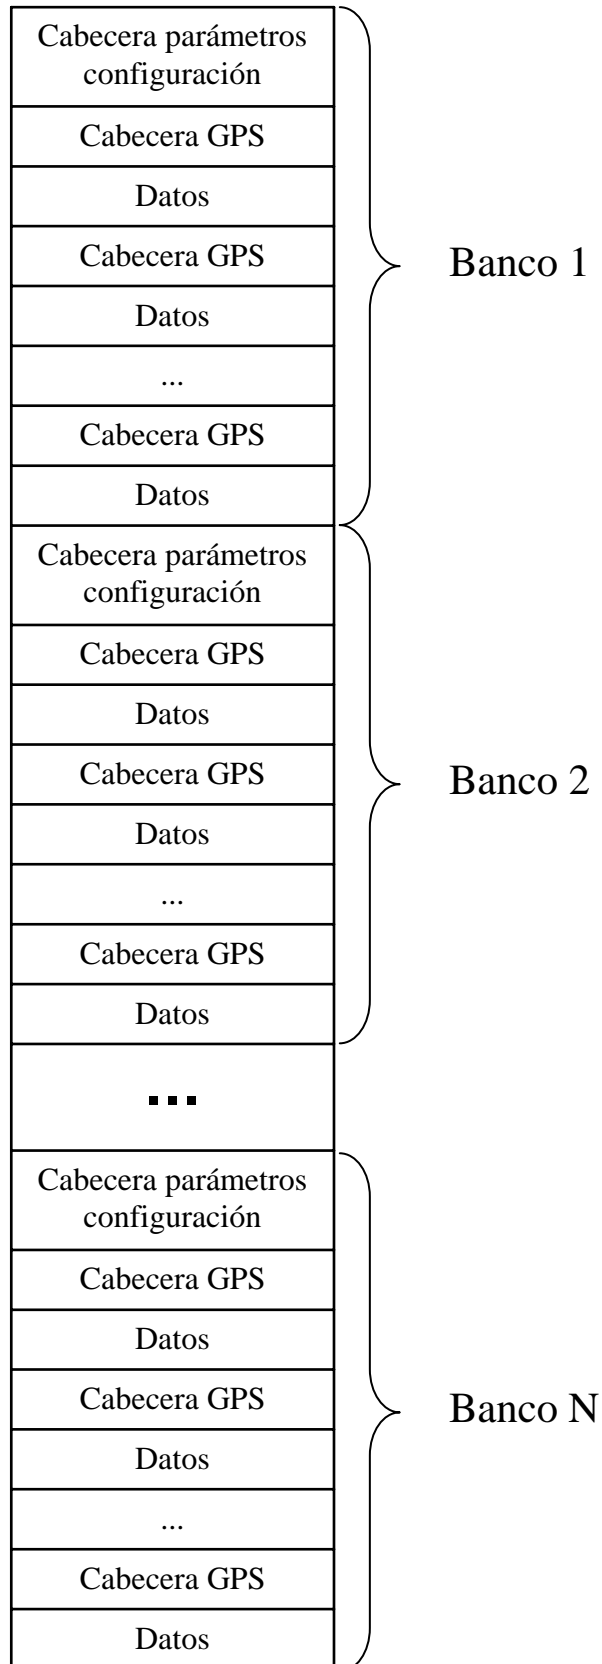 Cabecera parámetros
configuración
Cabecera GPS
Datos
Cabecera GPS
Datos
...
Cabecera GPS
Datos
Banco 1
Cabecera parámetros
configuración
Cabecera GPS
Datos
Cabecera GPS
Datos
...
Cabecera GPS
Datos
Banco 2
...
Cabecera parámetros
configuración
Cabecera GPS
Datos
Cabecera GPS
Datos
...
Cabecera GPS
Datos
Banco N